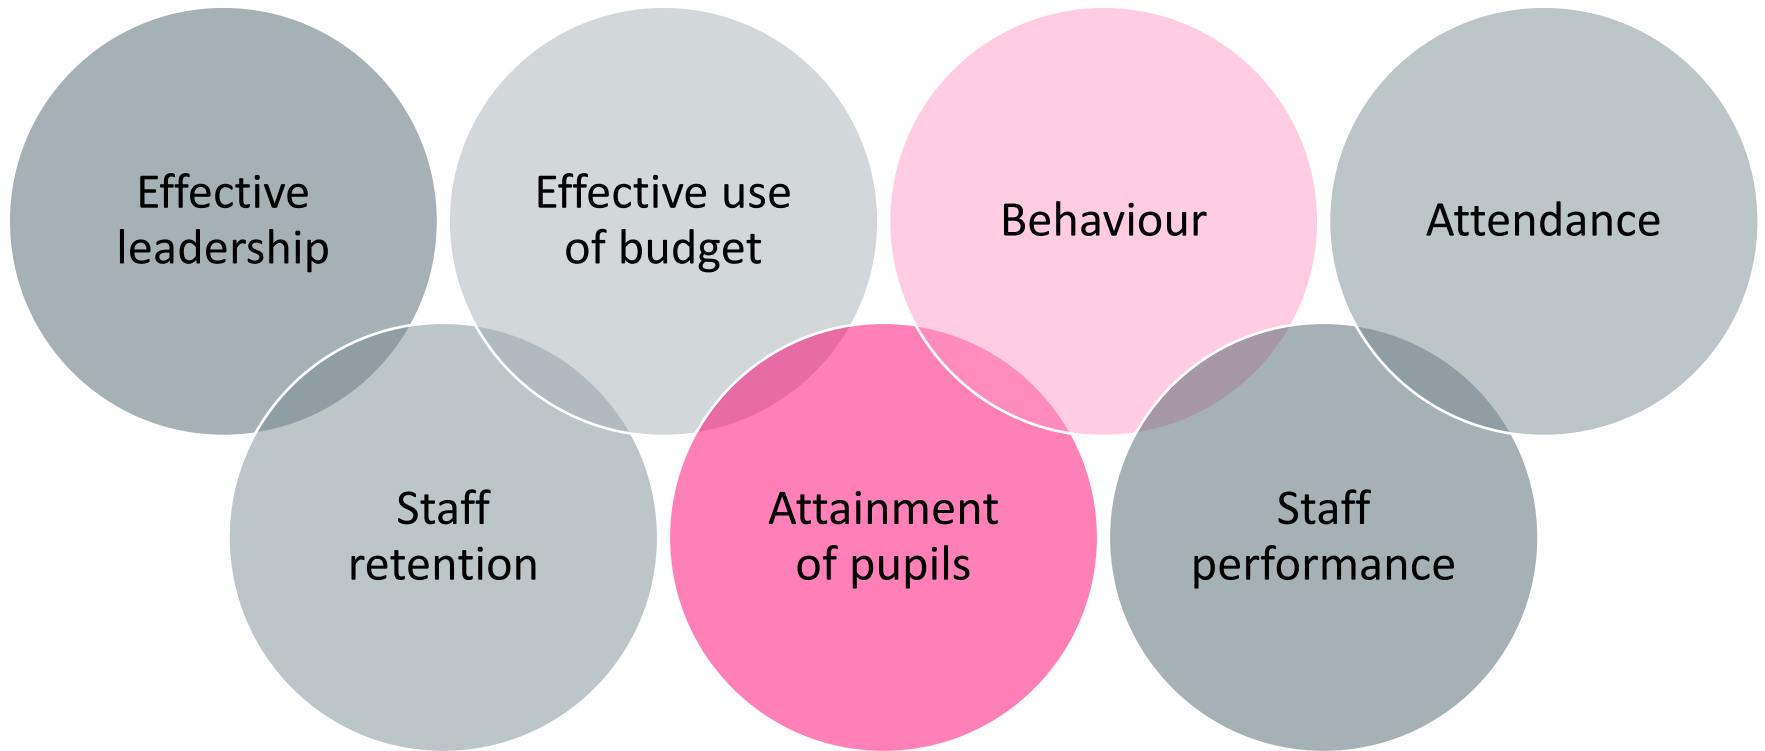 Effective
leadership
Effective use
of budget
Behaviour
Attendance
Staff
retention
Attainment
of pupils
Staff
performance